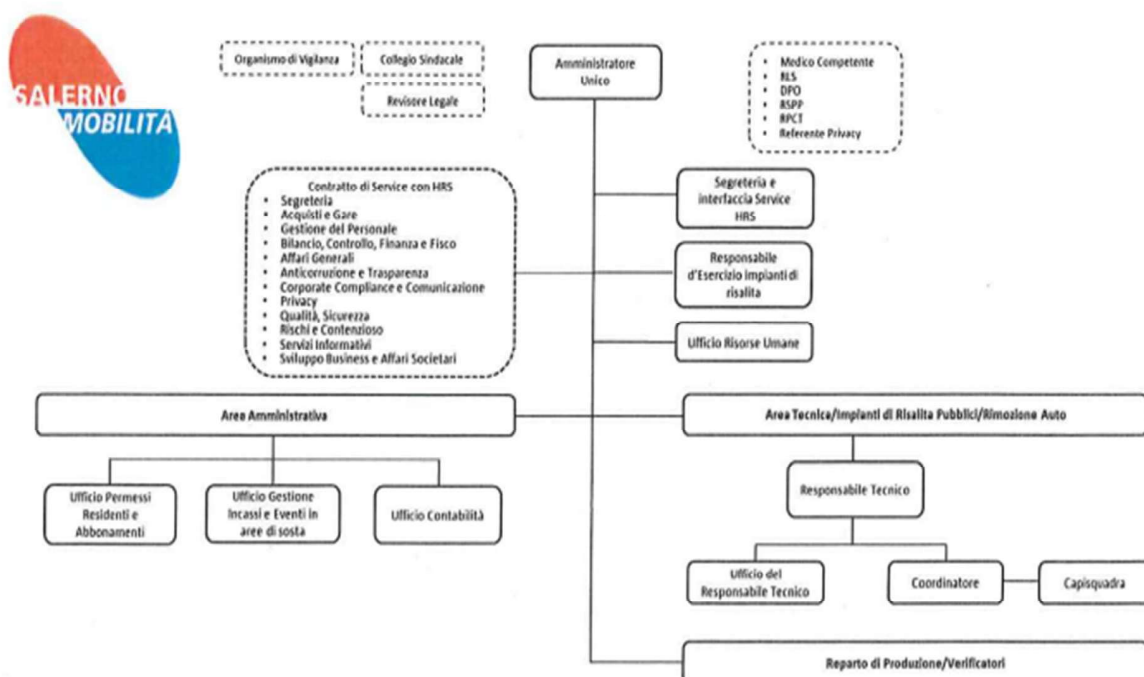 SALERNO
MOBILITÀ
Organismo di Vigilanza
Collegio Sindacale
Revisore Legale
Amministratore
Unico
• Medico Competente
• RLS
• DPO
• RSPP
• RPCT
• Referente Privacy
Contratto di Service con HRS
• Segreteria
• Acquisti e Gare
• Gestione del Personale
• Bilancio, Controllo, Finanza e Fisco
• Affari Generali
• Anticorruzione e Trasparenza
• Corporate Compliance e Comunicazione
• Privacy
• Qualità, Sicurezza
• Rischi e Contenzioso
• Servizi Informativi
• Sviluppo Business e Affari Societari
Segreteria e
interfaccia Service
HRS
Responsabile
d'Esercizio impianti di
risalita
Ufficio Risorse Umane
Area Amministrativa
Area Tecnica/Impianti di Risalita Pubblici/Rimozione Auto
Ufficio Permessi
Residenti e
Abbonamenti
Ufficio Gestione
Incassi e Eventi in
aree di sosta
Ufficio Contabilità
Responsabile Tecnico
Ufficio del
Responsabile Tecnico
Coordinatore
Capisquadra
Reparto di Produzione/Verificatori